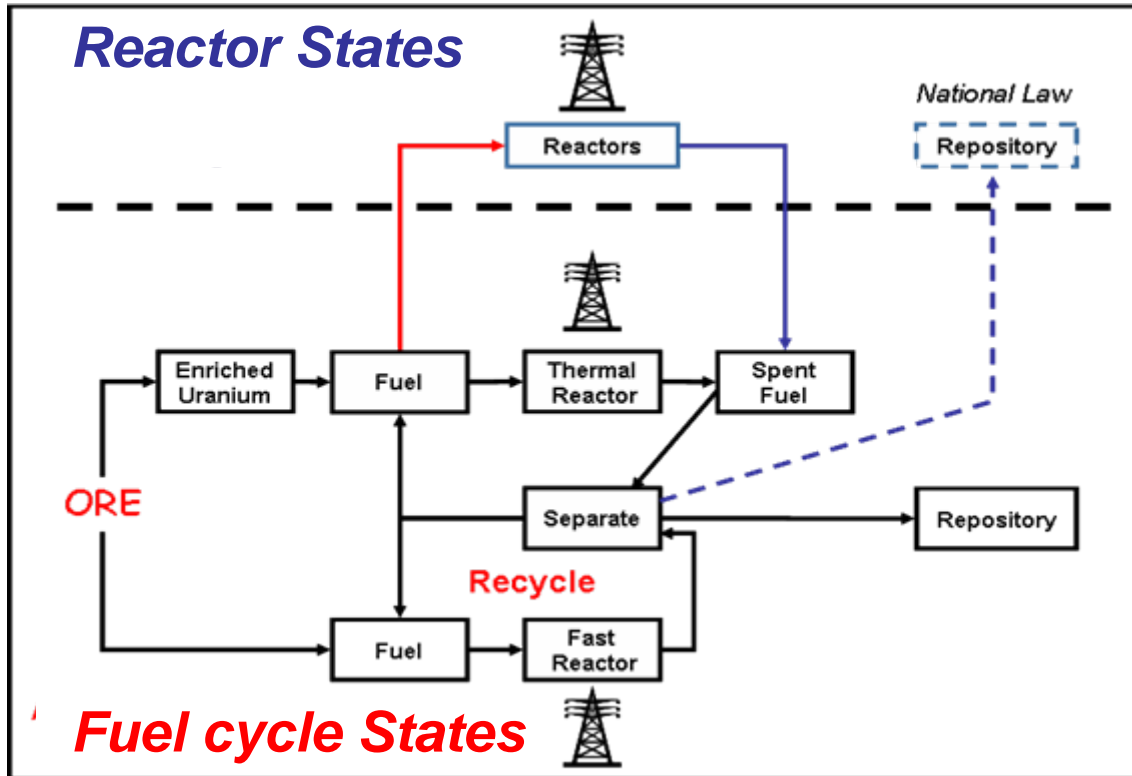 Reactor States
National Law
Reactors
Repository
Enriched
Uranium
Fuel
Thermal
Reactor
Spent
Fuel
ORE
Separate
Repository
Recycle
Fuel
Fast
Reactor
Fuel cycle States